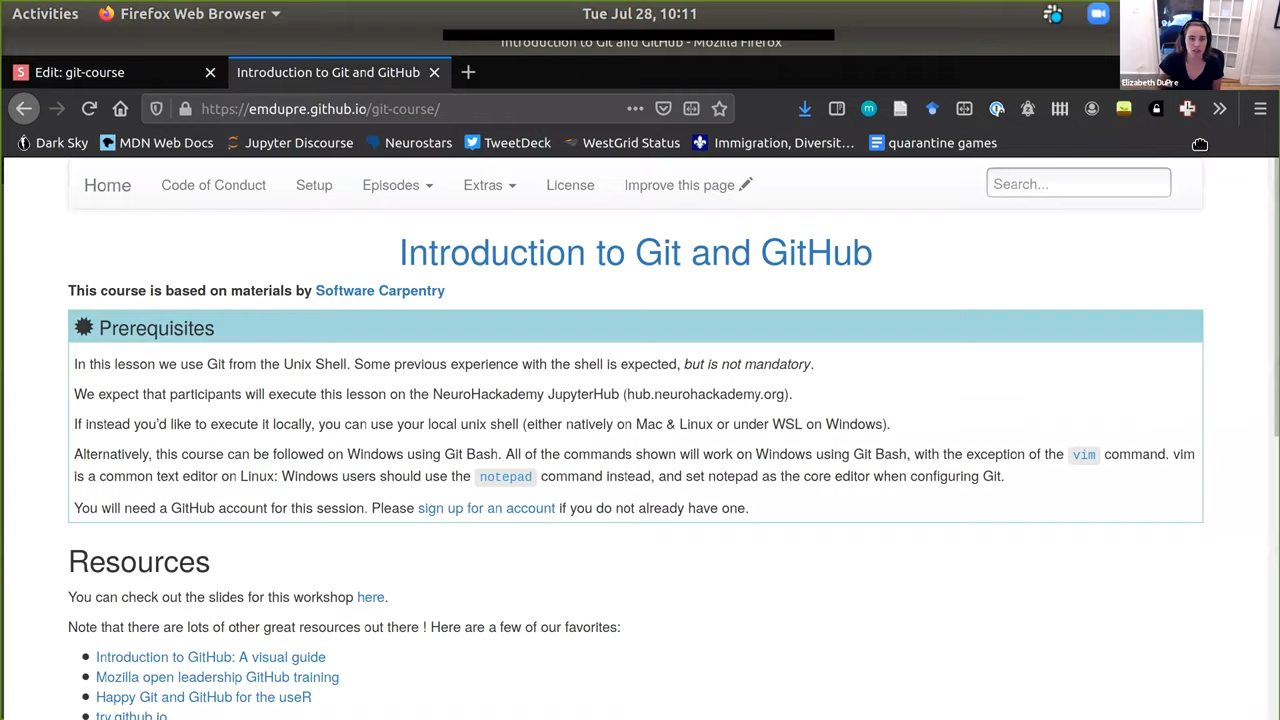 Activities Firefox Web Browser Tue Jul 28, 10:11
Introduction to Git and GitHub - Mozilla Firefox
Elizabeth DuPre
S Edit: git-course Introduction to Git and GitHub
https://emdupre.github.io/git-course/
Dark Sky MDN Web Docs Jupyter Discourse Neurostars TweetDeck WestGrid Status Immigration, Diversit… quarantine games
Home Code of Conduct Setup Episodes Extras License Improve this page Search...
Introduction to Git and GitHub
This course is based on materials by Software Carpentry
Prerequisites
In this lesson we use Git from the Unix Shell. Some previous experience with the shell is expected, but is not mandatory.
We expect that participants will execute this lesson on the NeuroHackademy JupyterHub (hub.neurohackademy.org).
If instead you'd like to execute it locally, you can use your local unix shell (either natively on Mac & Linux or under WSL on Windows).
Alternatively, this course can be followed on Windows using Git Bash. All of the commands shown will work on Windows using Git Bash, with the exception of the vim command. vim
is a common text editor on Linux: Windows users should use the notepad command instead, and set notepad as the core editor when configuring Git.
You will need a GitHub account for this session. Please sign up for an account if you do not already have one.
Resources
You can check out the slides for this workshop here.
Note that there are lots of other great resources out there ! Here are a few of our favorites:
Introduction to GitHub: A visual guide
Mozilla open leadership GitHub training
Happy Git and GitHub for the useR
try.github.io